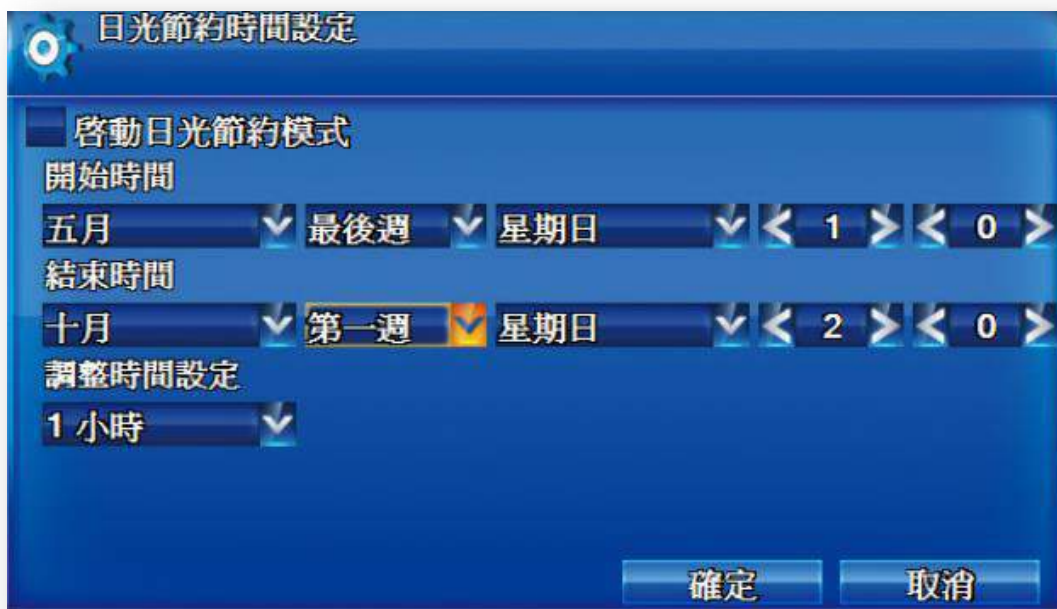 日光節約時間設定
啓動日光節約模式
開始時間
五月 最後週 星期日 1 0
結束時間
十月 第一週 星期日 2 0
調整時間設定
1 小時
確定 取消